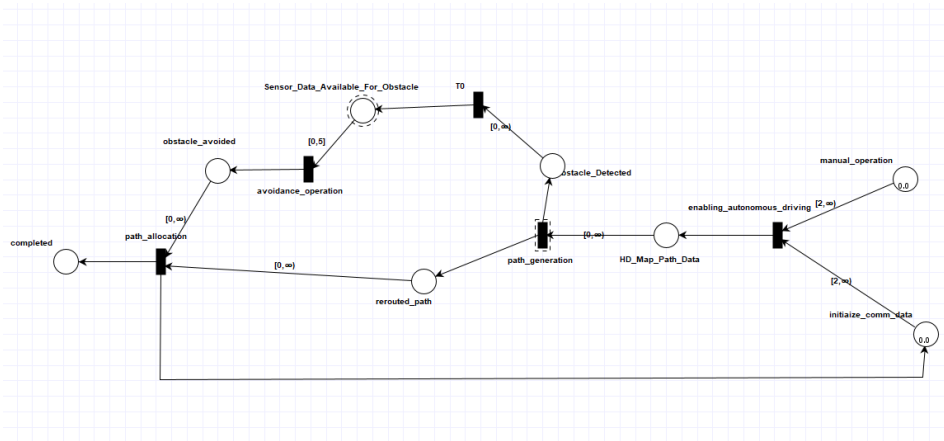 Sensor_Data_Available_For_Obstacle
T0
[0,∞)
obstacle_avoided
[0,5]
manual_operation
0.0
stacle_Detected
avoidance_operation
[2,∞)
enabling_autonomous_driving
[0,∞)
path_allocation
[0,∞)
completed
path_generation
HD_Map_Path_Data
[0,∞)
[2,∞)
rerouted_path
initiaize_comm_data
0.0